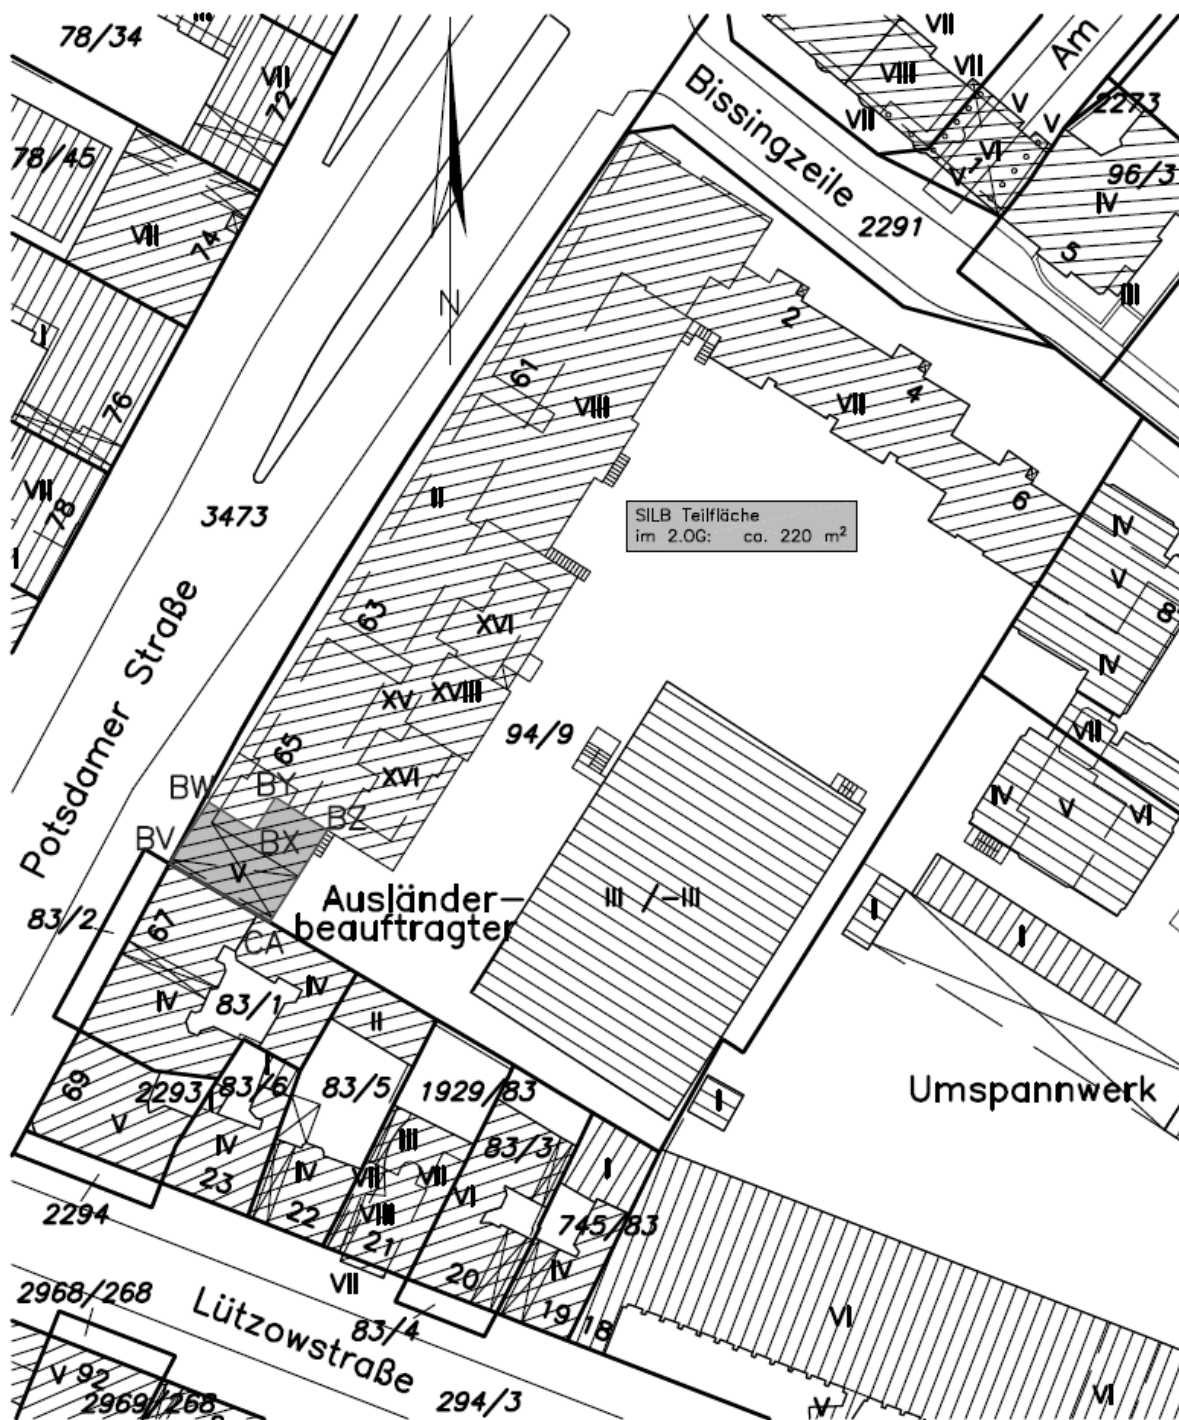 78/34
VII
72
VII
VIII
VII
VII
Am
V
2273
V
VI
V
96/3
IV
5
III
78/45
VII
74
Bissingzeile
2291
N
I
76
61
VIII
2
4
VII
6
VII
78
I
3473
II
SILB Teilfläche
im 2.OG: ca. 220 m²
IV
V
8
IV
VII
Potsdamer Straße
63
XVI
XV
XVIII
65
XVI
94/9
IV
V
VI
BW
BY
BZ
BV
BX
V
Ausländer-
beauftragter
III /-III
I
I
83/2
67
CA
IV
83/1
IV
II
69
2293
83/6
I
83/5
1929/83
I
Umspannwerk
V
IV
23
IV
22
III
VII
VII
VIII
21
83/3
VI
20
I
745/83
IV
19
18
2294
VII
2968/268
Lützowstraße
83/4
294/3
V 92
2969/268
VI
VI
V